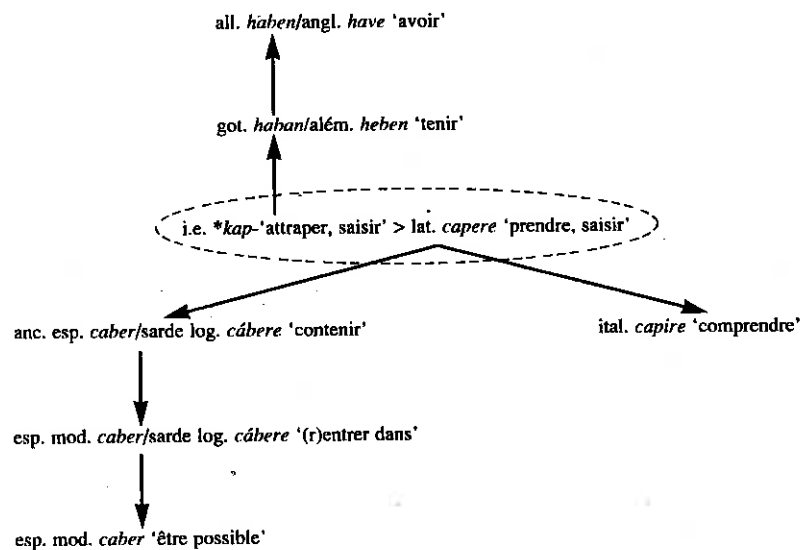 all. haben/angl. have ‘avoir’
got. haban/além. heben ‘tenir’
i.e. *kap-‘attraper, saisir’ > lat. capere ‘prendre, saisir’
anc. esp. caber/sarde log. cábere ‘contenir’
ital. capire ‘comprendre’
esp. mod. caber/sarde log. cábere ‘(r)entrer dans’
esp. mod. caber ‘être possible’